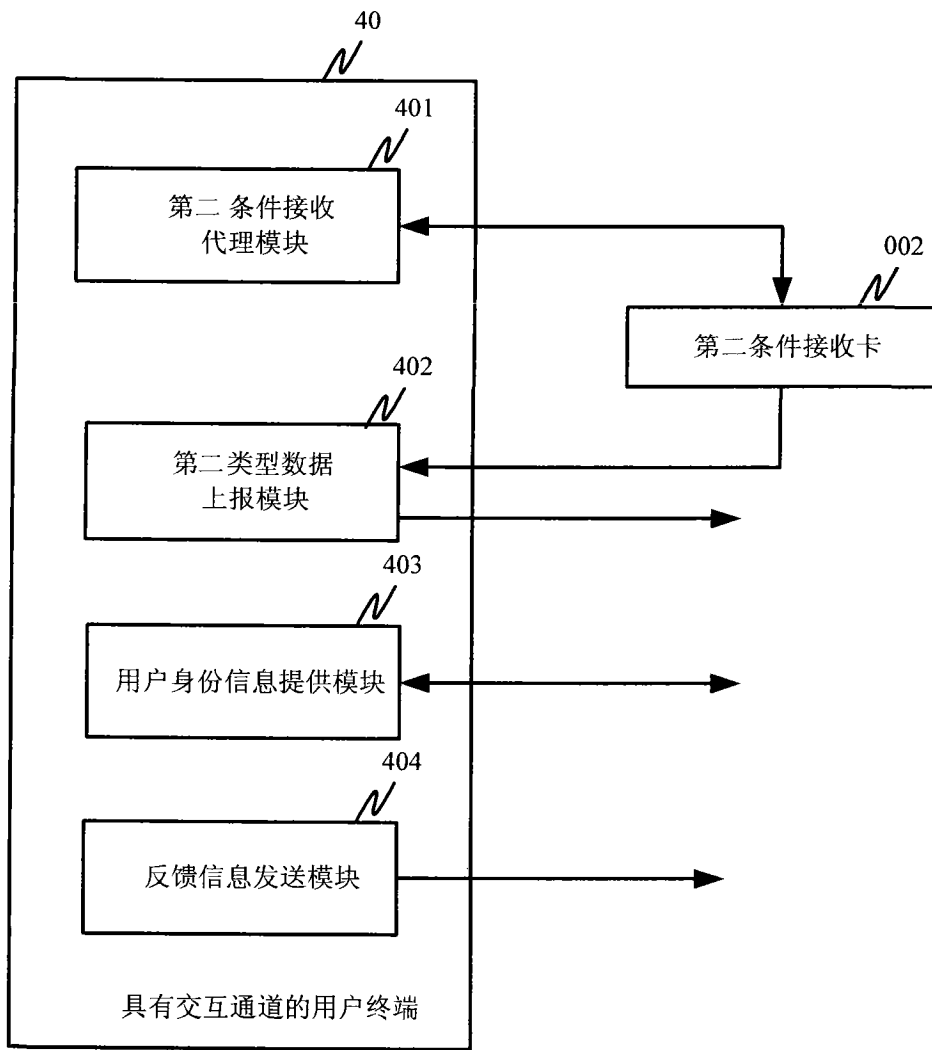 40
401
第二 条件接收
代理模块
002
第二条件接收卡
402
第二类型数据
上报模块
403
用户身份信息提供模块
404
反馈信息发送模块
具有交互通道的用户终端